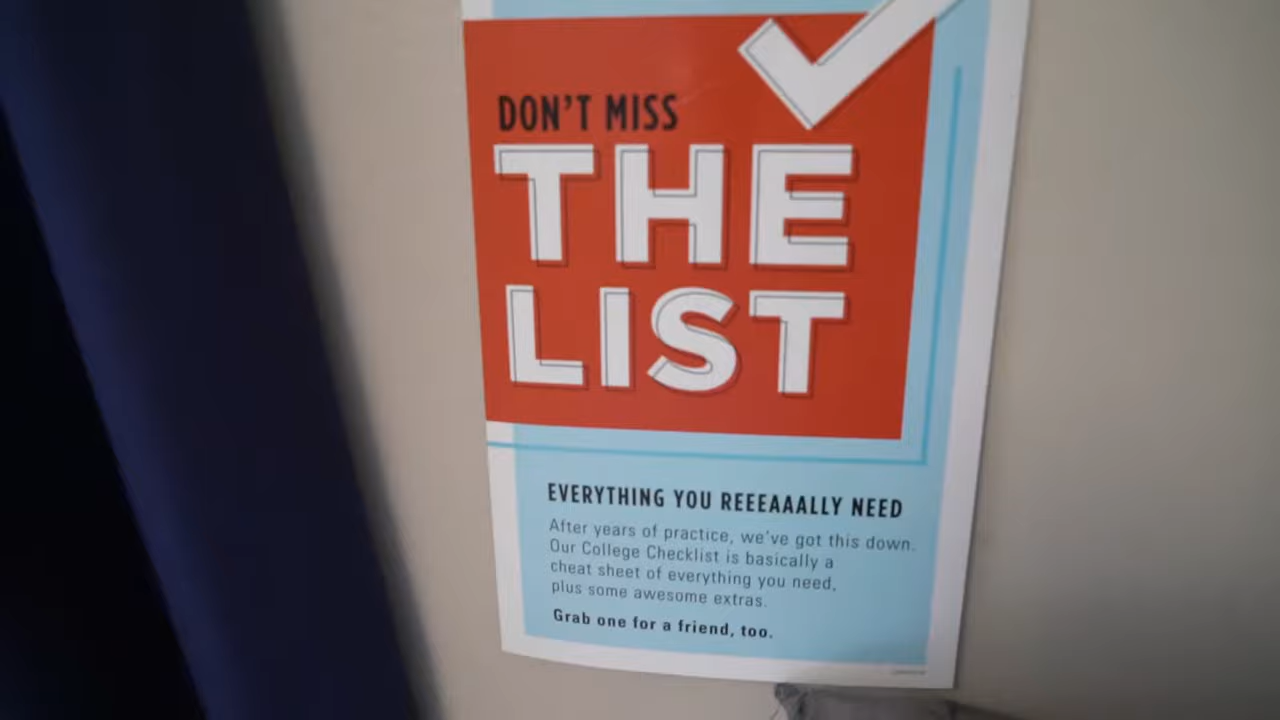 DON'T MISS
THE
LIST
EVERYTHING YOU REEEAAALLY NEED
After years of practice, we've got this down.
Our College Checklist is basically a
cheat sheet of everything you need,
plus some awesome extras.
Grab one for a friend, too.